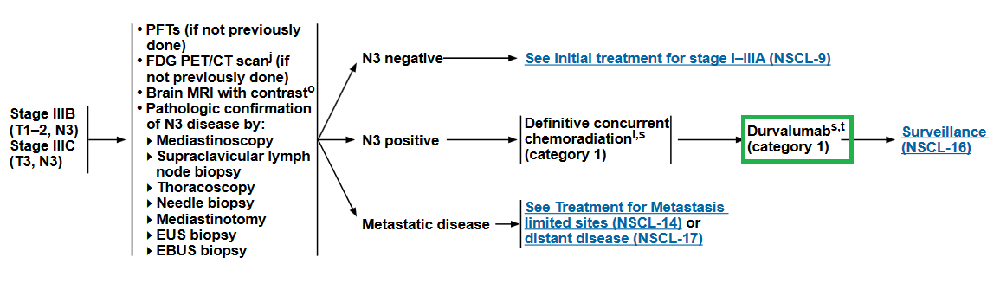 Stage IIIB
(T1–2, N3)
Stage IIIC
(T3, N3)
• PFTs (if not previously
done)
• FDG PET/CT scanj (if
not previously done)
• Brain MRI with contrasto
• Pathologic confirmation
of N3 disease by:
▸ Mediastinoscopy
▸ Supraclavicular lymph
node biopsy
▸ Thoracoscopy
▸ Needle biopsy
▸ Mediastinotomy
▸ EUS biopsy
▸ EBUS biopsy
N3 negative
See Initial treatment for stage I–IIIA (NSCL-9)
N3 positive
Definitive concurrent
chemoradiationl,s
(category 1)
Durvalumabs,t
(category 1)
Surveillance
(NSCL-16)
Metastatic disease
See Treatment for Metastasis
limited sites (NSCL-14) or
distant disease (NSCL-17)